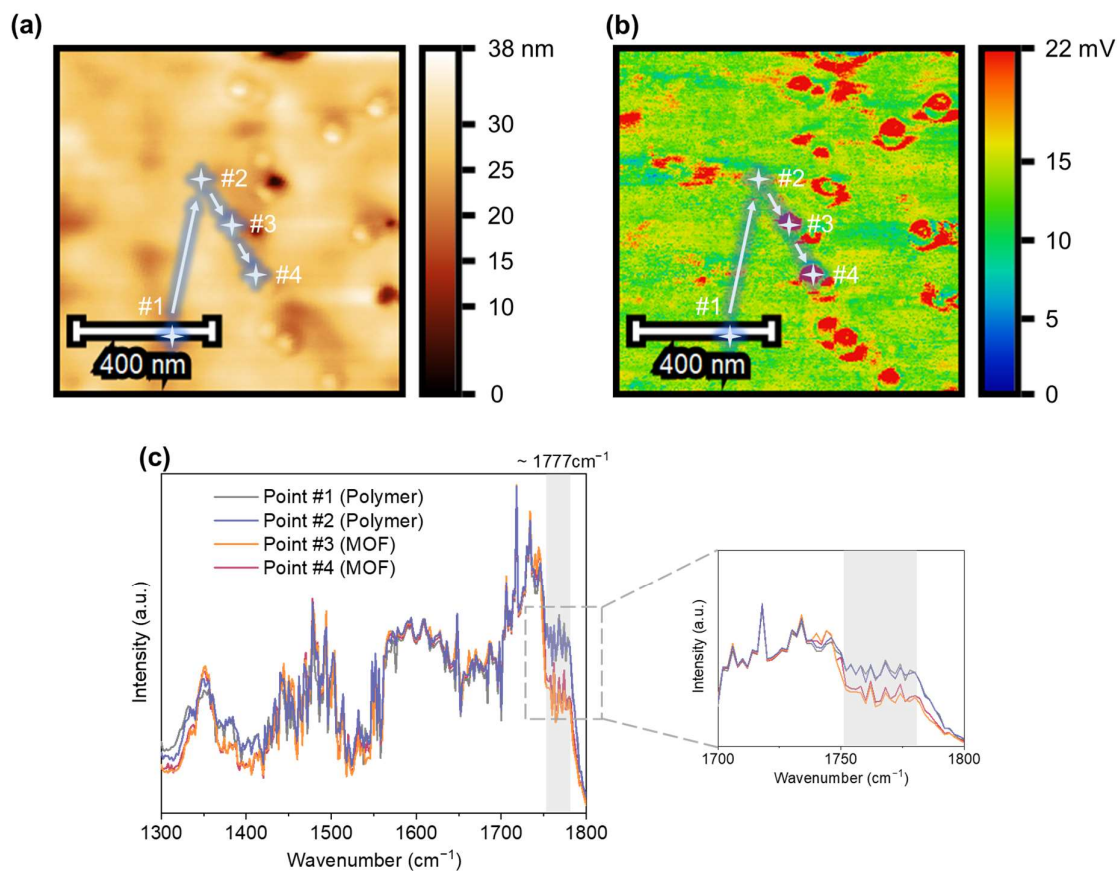 (a)
38 nm
30
25
20
15
10
0
#2
#3
#4
#1
400 nm
(b)
22 mV
15
10
5
0
#2
#3
#4
#1
400 nm
(c)
~ 1777cm⁻¹
Point #1 (Polymer)
Point #2 (Polymer)
Point #3 (MOF)
Point #4 (MOF)
Intensity (a.u.)
1300 1400 1500 1600 1700 1800
Wavenumber (cm⁻¹)
Intensity (a.u.)
1700 1750 1800
Wavenumber (cm⁻¹)